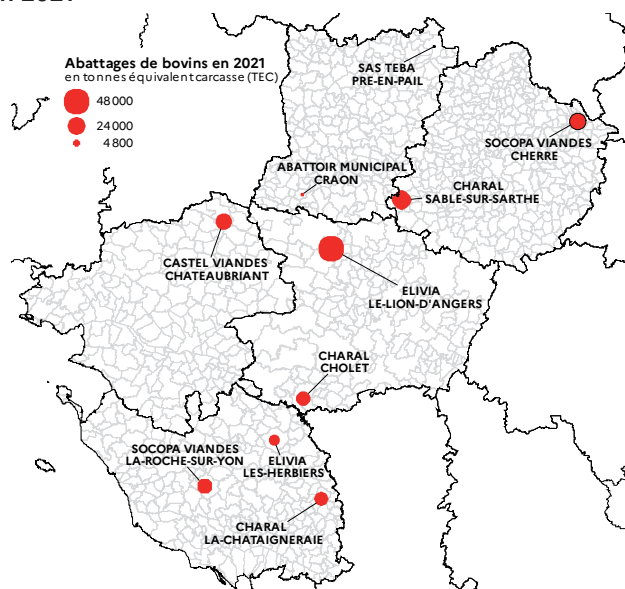 Abattages de bovins en 2021
en tonnes équivalent carcasse (TEC)
48 000
24 000
4 800
SAS TEBA
PRE-EN-PAIL
SOCOPA VIANDES
CHERRE
ABATTOIR MUNICIPAL
CRAON
CHARAL
SABLE-SUR-SARTHE
CASTEL VIANDES
CHATEAUBRIANT
ELIVIA
LE-LION-D'ANGERS
CHARAL
CHOLET
SOCOPA VIANDES
LA-ROCHE-SUR-YON
ELIVIA
LES-HERBIERS
CHARAL
LA-CHATAIGNERAIE